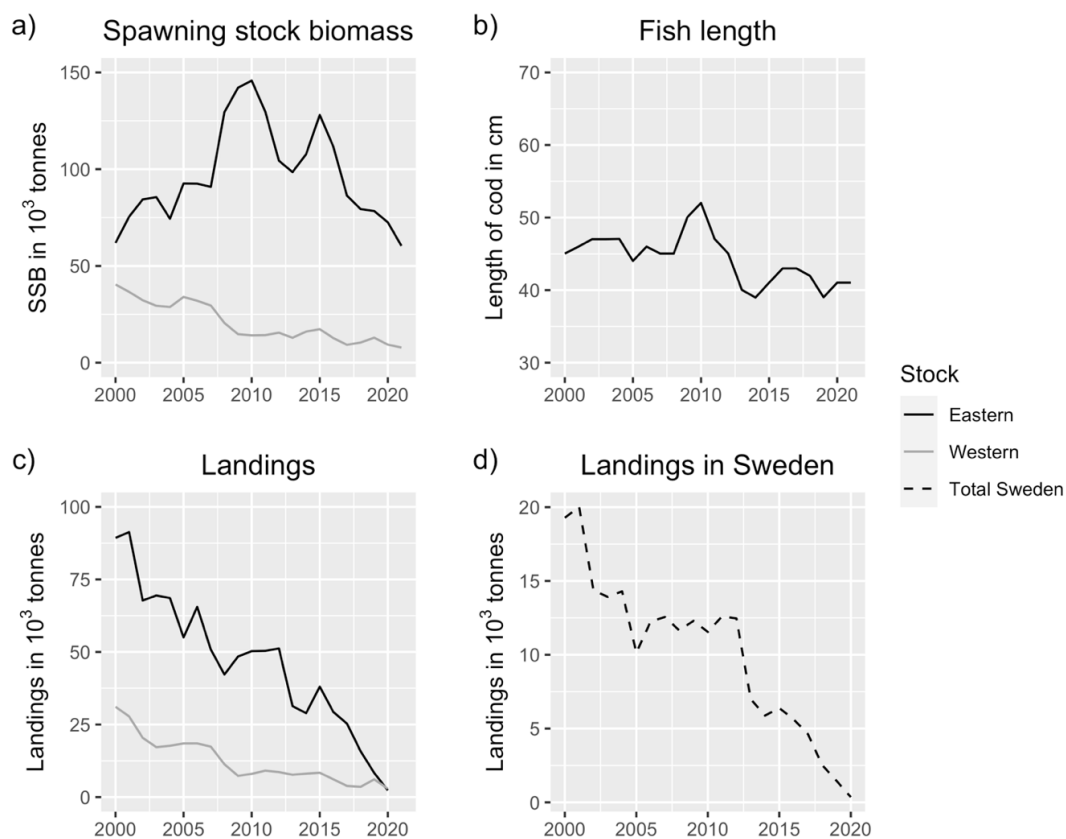 a) Spawning stock biomass
SSB in 10³ tonnes
150
100
50
0
2000 2005 2010 2015 2020
b) Fish length
Length of cod in cm
70
60
50
40
30
2000 2005 2010 2015 2020
c) Landings
Landings in 10³ tonnes
100
75
50
25
0
2000 2005 2010 2015 2020
d) Landings in Sweden
Landings in 10³ tonnes
20
15
10
5
0
2000 2005 2010 2015 2020
Stock
Eastern
Western
Total Sweden